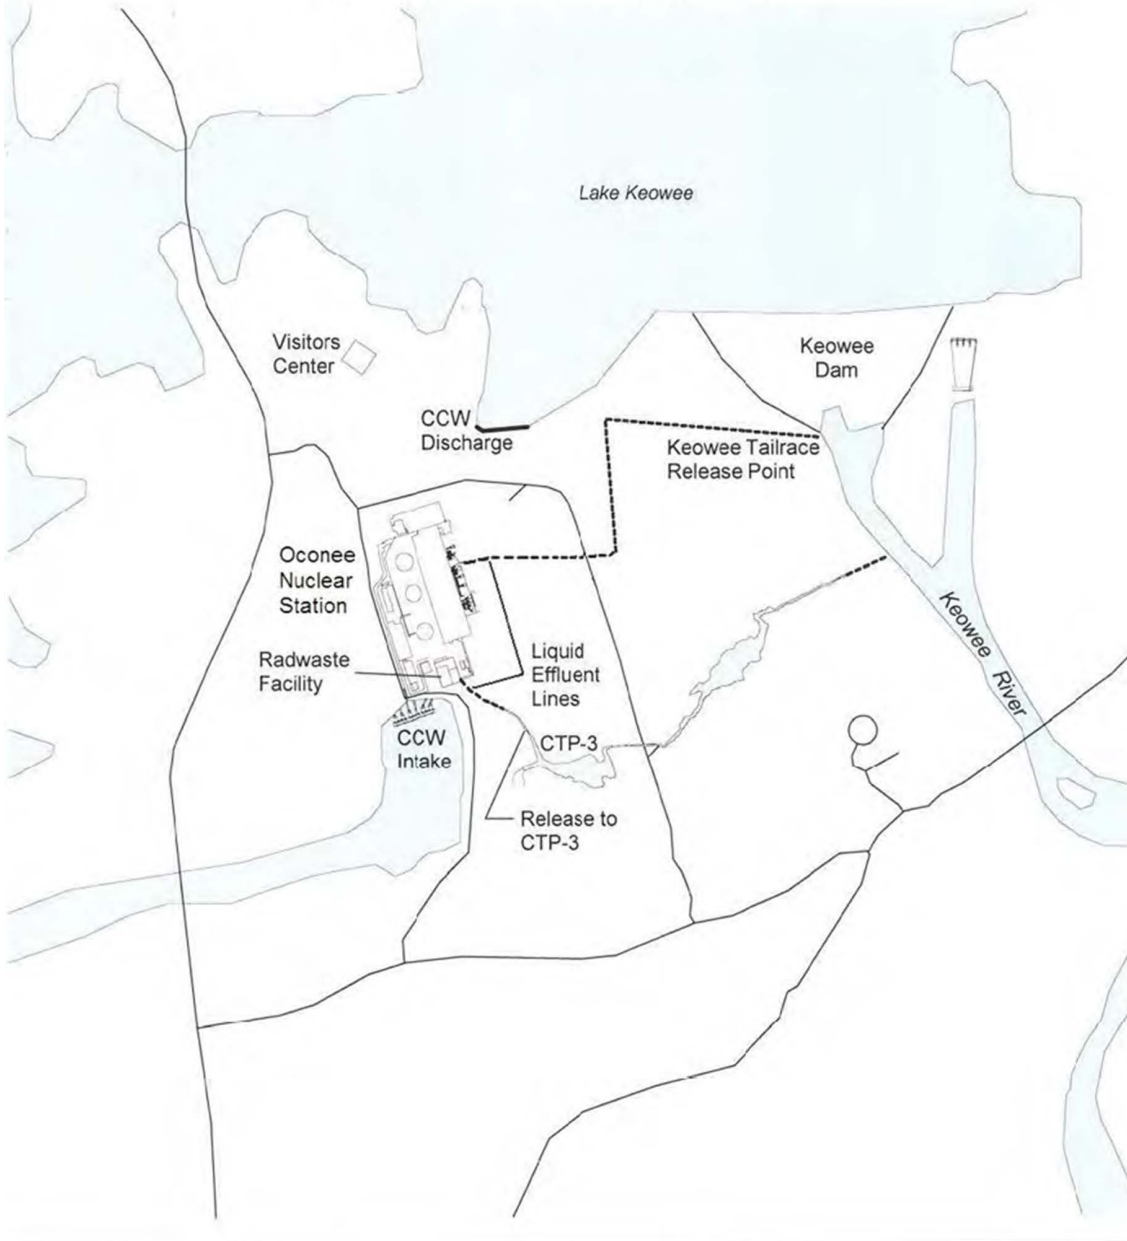 Lake Keowee
Visitors
Center
Keowee
Dam
CCW
Discharge
Keowee Tailrace
Release Point
Oconee
Nuclear
Station
Radwaste
Facility
Liquid
Effluent
Lines
Keowee River
CCW
Intake
CTP-3
Release to
CTP-3